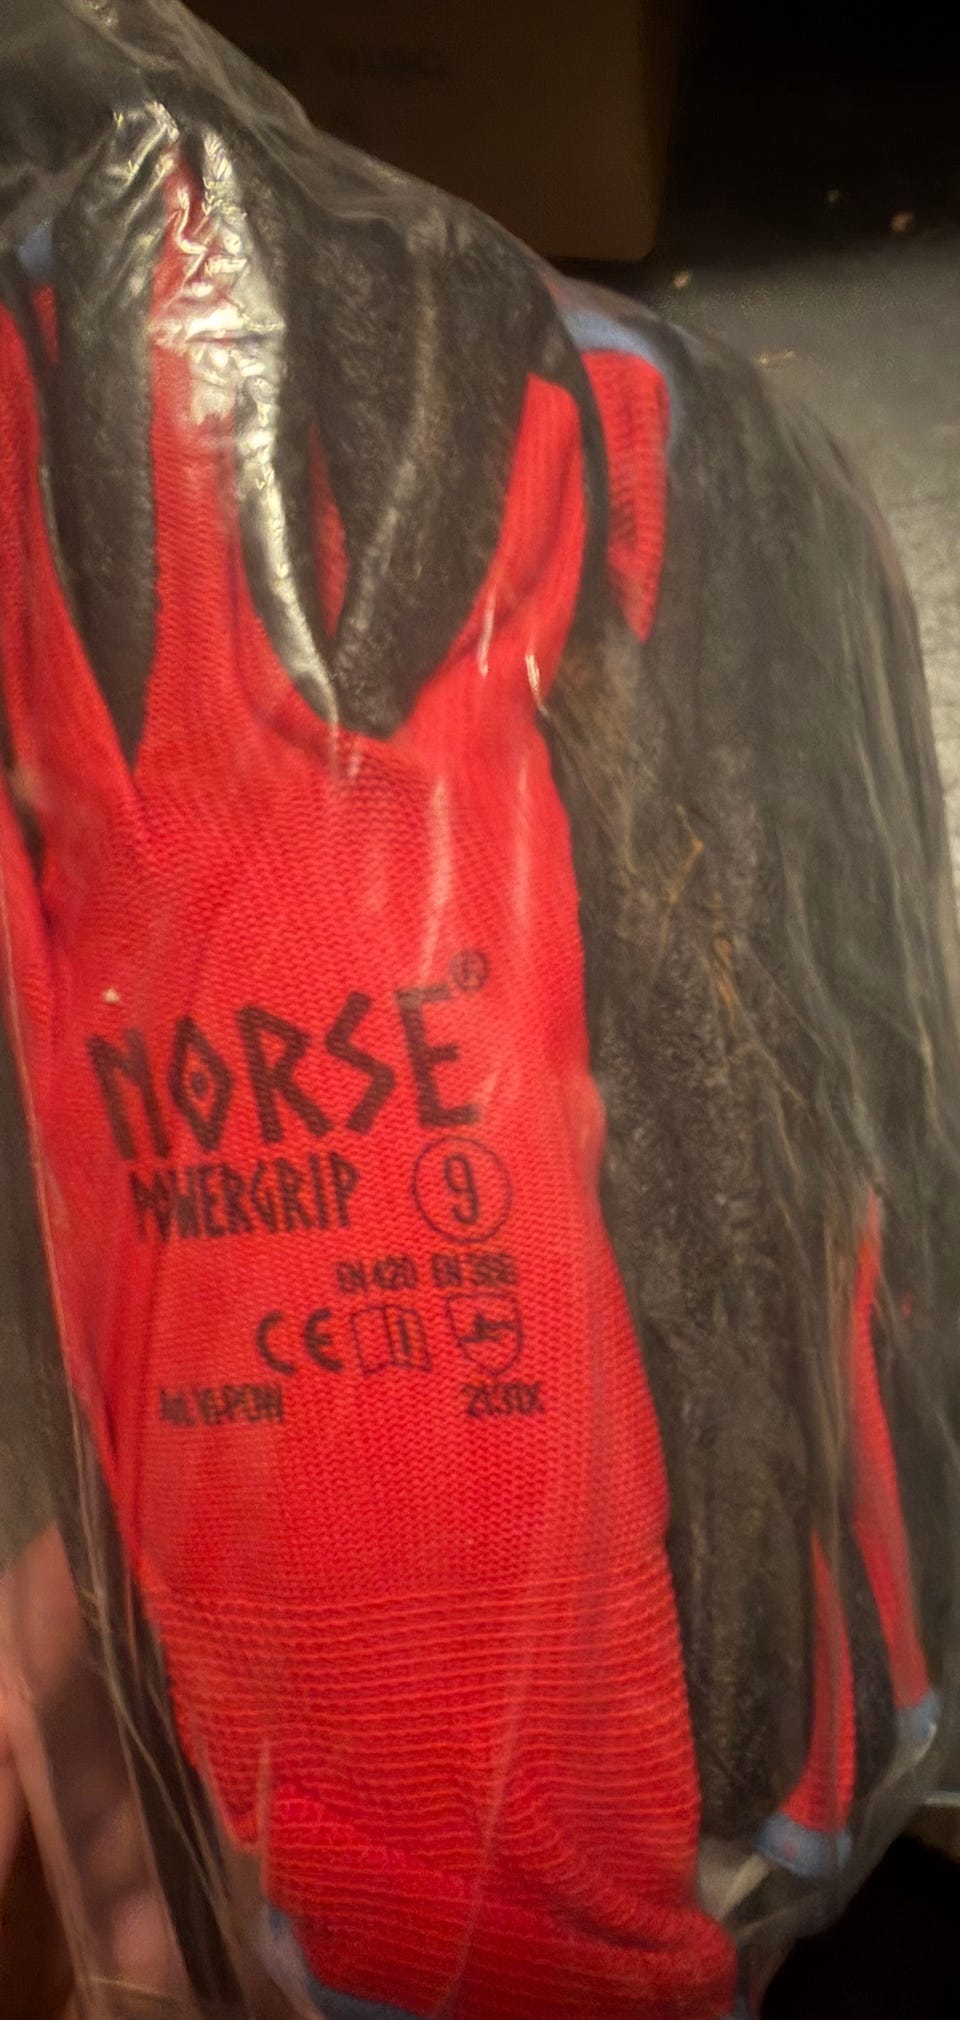 NORSE®
POWERGRIP 9
EN 420 EN 388
CE